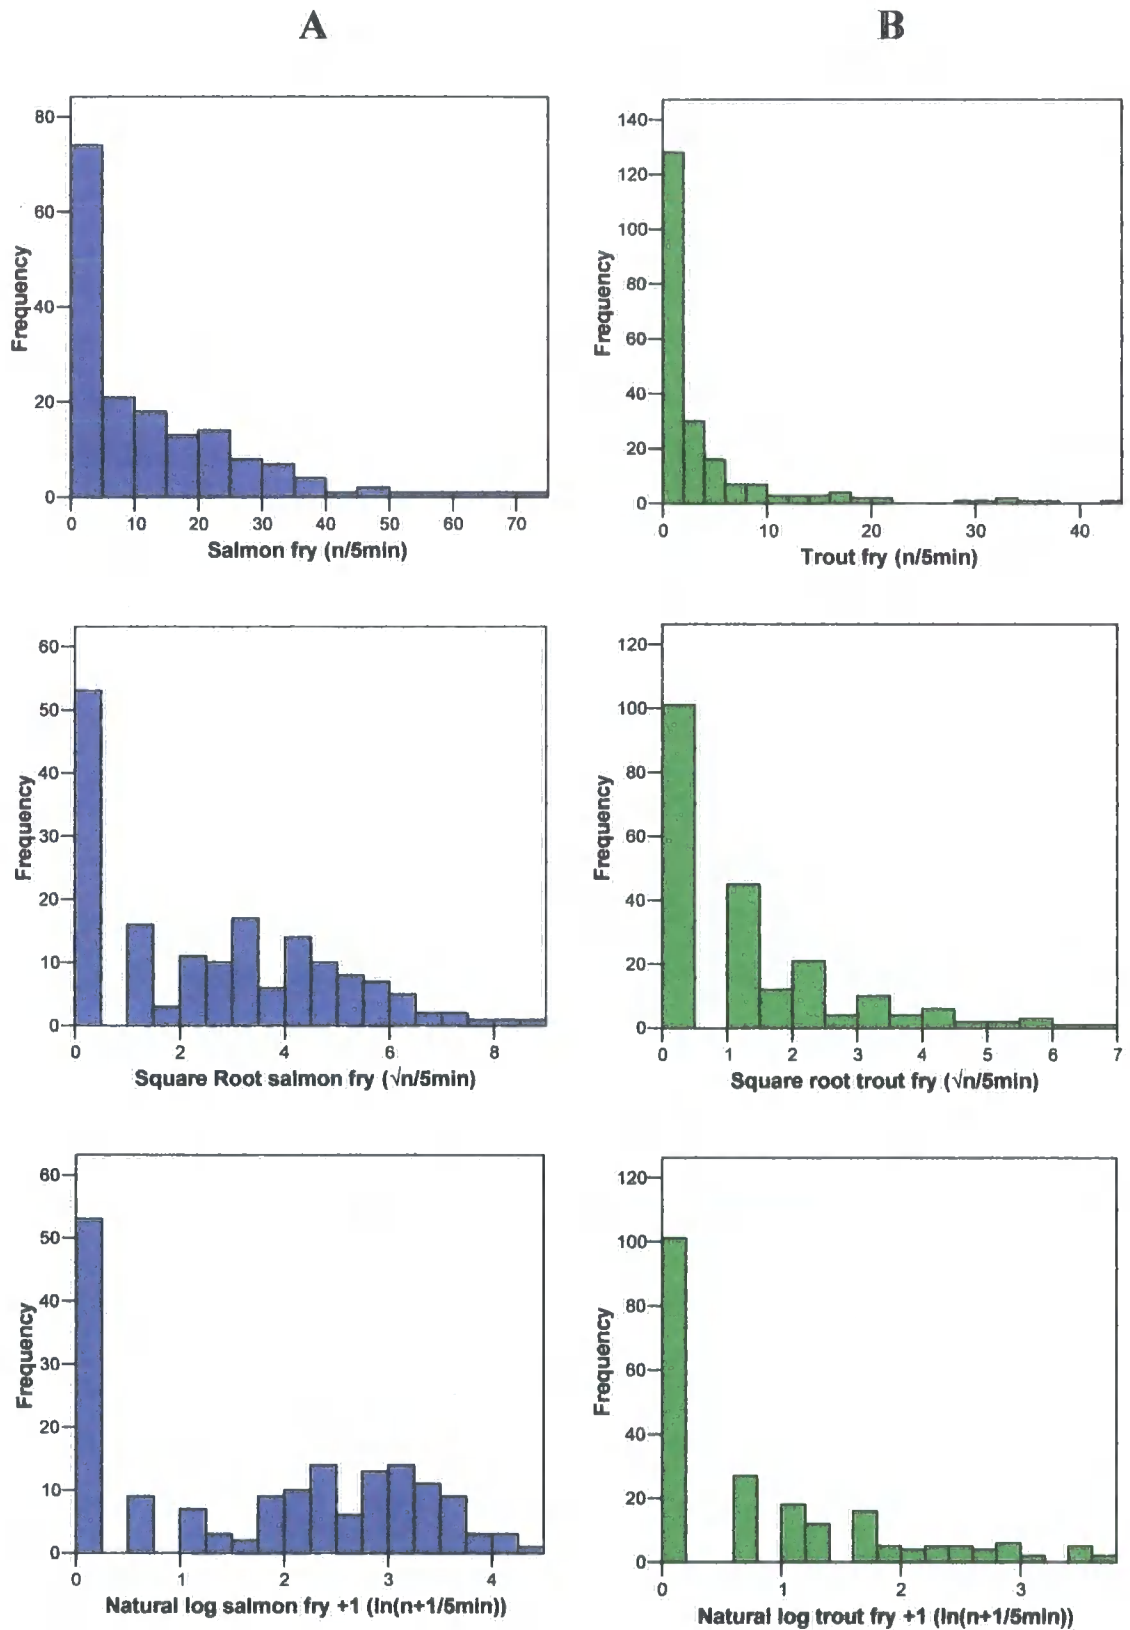 A
B
80
60
40
20
0
Frequency
0 10 20 30 40 50 60 70
Salmon fry (n/5min)
140
120
100
80
60
40
20
0
Frequency
0 10 20 30 40
Trout fry (n/5min)
60
50
40
30
20
10
0
Frequency
0 2 4 6 8
Square Root salmon fry (√n/5min)
120
100
80
60
40
20
0
Frequency
0 1 2 3 4 5 6 7
Square root trout fry (√n/5min)
60
50
40
30
20
10
0
Frequency
0 1 2 3 4
Natural log salmon fry +1 (ln(n+1/5min))
120
100
80
60
40
20
0
Frequency
0 1 2 3
Natural log trout fry +1 (ln(n+1/5min))